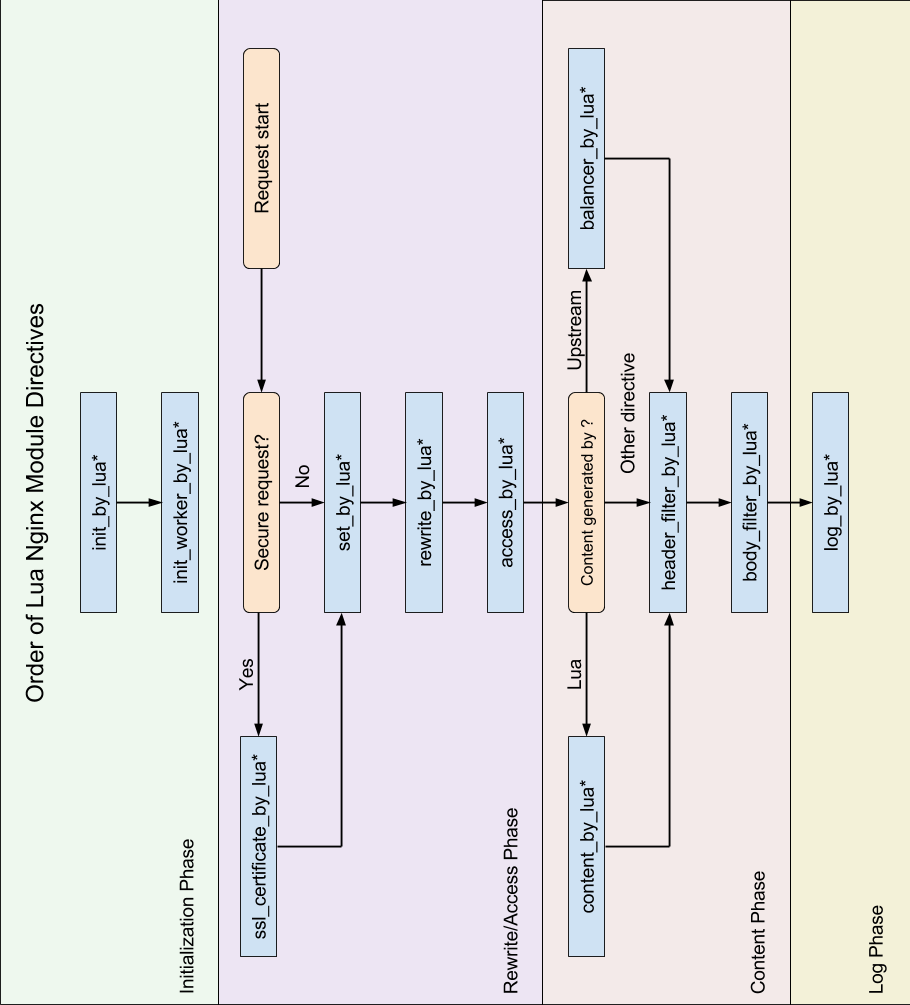 Order of Lua Nginx Module Directives
init_by_lua*
init_worker_by_lua*
Initialization Phase
Request start
Secure request?
Yes
No
ssl_certificate_by_lua*
set_by_lua*
rewrite_by_lua*
access_by_lua*
Rewrite/Access Phase
Content generated by ?
Lua
Upstream
Other directive
content_by_lua*
balancer_by_lua*
header_filter_by_lua*
body_filter_by_lua*
Content Phase
log_by_lua*
Log Phase